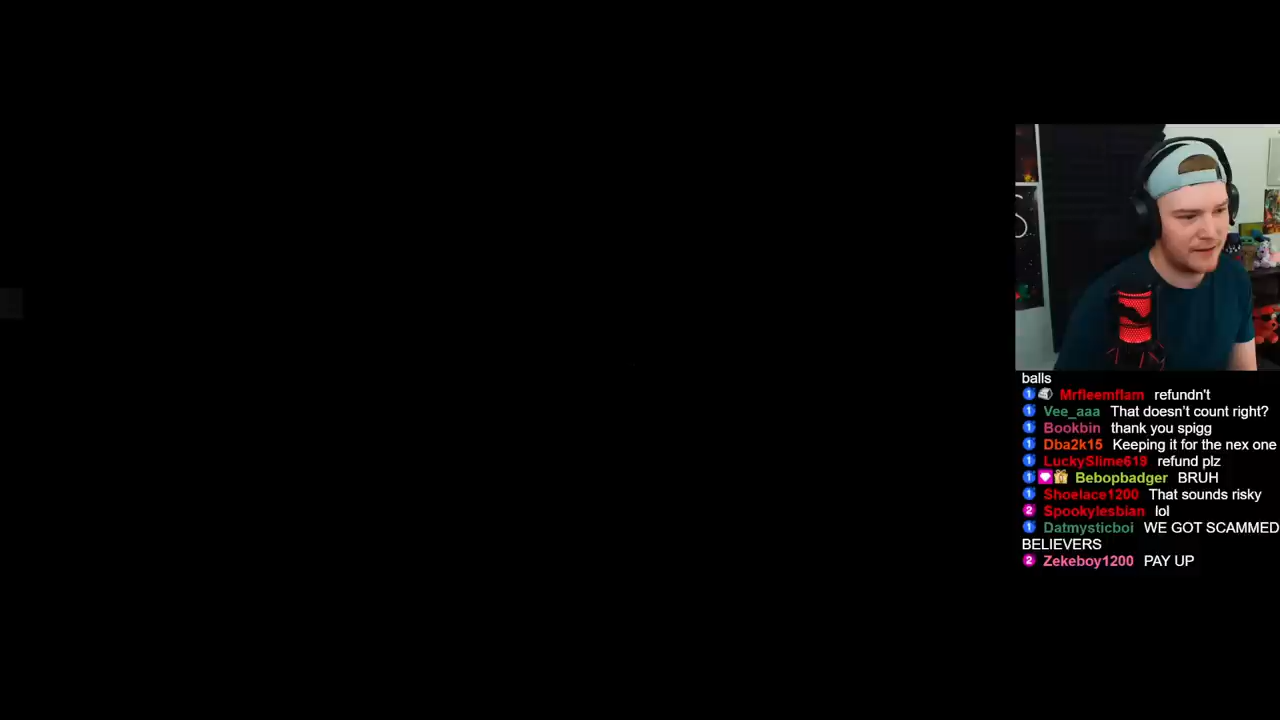 balls
Mrfleemflam refundn't
Vee_aaa That doesn't count right?
Bookbin thank you spigg
Dba2k15 Keeping it for the nex one
LuckySlime618 refund plz
Bebopbadger BRUH
Shoelace1200 That sounds risky
Spookylesbian lol
Datmysticboi WE GOT SCAMMED
BELIEVERS
Zekeboy1200 PAY UP